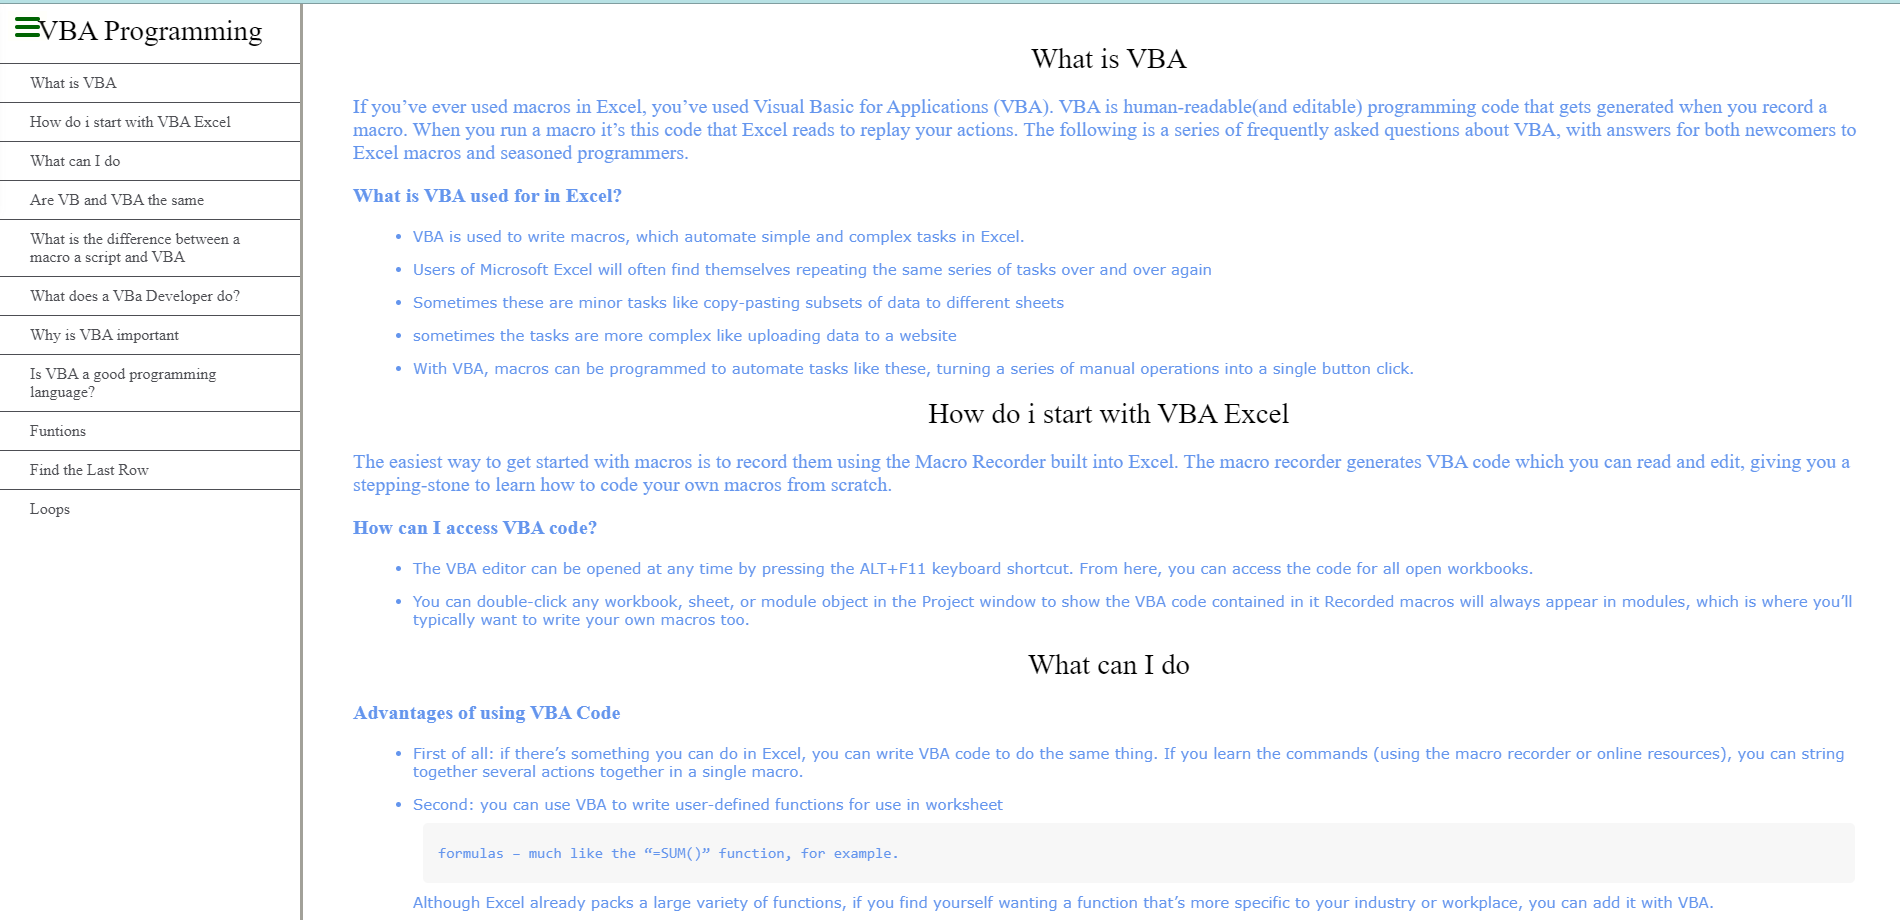 VBA Programming
What is VBA
How do i start with VBA Excel
What can I do
Are VB and VBA the same
What is the difference between a
macro a script and VBA
What does a VBa Developer do?
Why is VBA important
Is VBA a good programming
language?
Funtions
Find the Last Row
Loops
What is VBA
If you’ve ever used macros in Excel, you’ve used Visual Basic for Applications (VBA). VBA is human-readable(and editable) programming code that gets generated when you record a
macro. When you run a macro it’s this code that Excel reads to replay your actions. The following is a series of frequently asked questions about VBA, with answers for both newcomers to
Excel macros and seasoned programmers.
What is VBA used for in Excel?
• VBA is used to write macros, which automate simple and complex tasks in Excel.
• Users of Microsoft Excel will often find themselves repeating the same series of tasks over and over again
• Sometimes these are minor tasks like copy-pasting subsets of data to different sheets
• sometimes the tasks are more complex like uploading data to a website
• With VBA, macros can be programmed to automate tasks like these, turning a series of manual operations into a single button click.
How do i start with VBA Excel
The easiest way to get started with macros is to record them using the Macro Recorder built into Excel. The macro recorder generates VBA code which you can read and edit, giving you a
stepping-stone to learn how to code your own macros from scratch.
How can I access VBA code?
• The VBA editor can be opened at any time by pressing the ALT+F11 keyboard shortcut. From here, you can access the code for all open workbooks.
• You can double-click any workbook, sheet, or module object in the Project window to show the VBA code contained in it Recorded macros will always appear in modules, which is where you’ll
typically want to write your own macros too.
What can I do
Advantages of using VBA Code
• First of all: if there’s something you can do in Excel, you can write VBA code to do the same thing. If you learn the commands (using the macro recorder or online resources), you can string
together several actions together in a single macro.
• Second: you can use VBA to write user-defined functions for use in worksheet
formulas – much like the “=SUM()” function, for example.
Although Excel already packs a large variety of functions, if you find yourself wanting a function that’s more specific to your industry or workplace, you can add it with VBA.